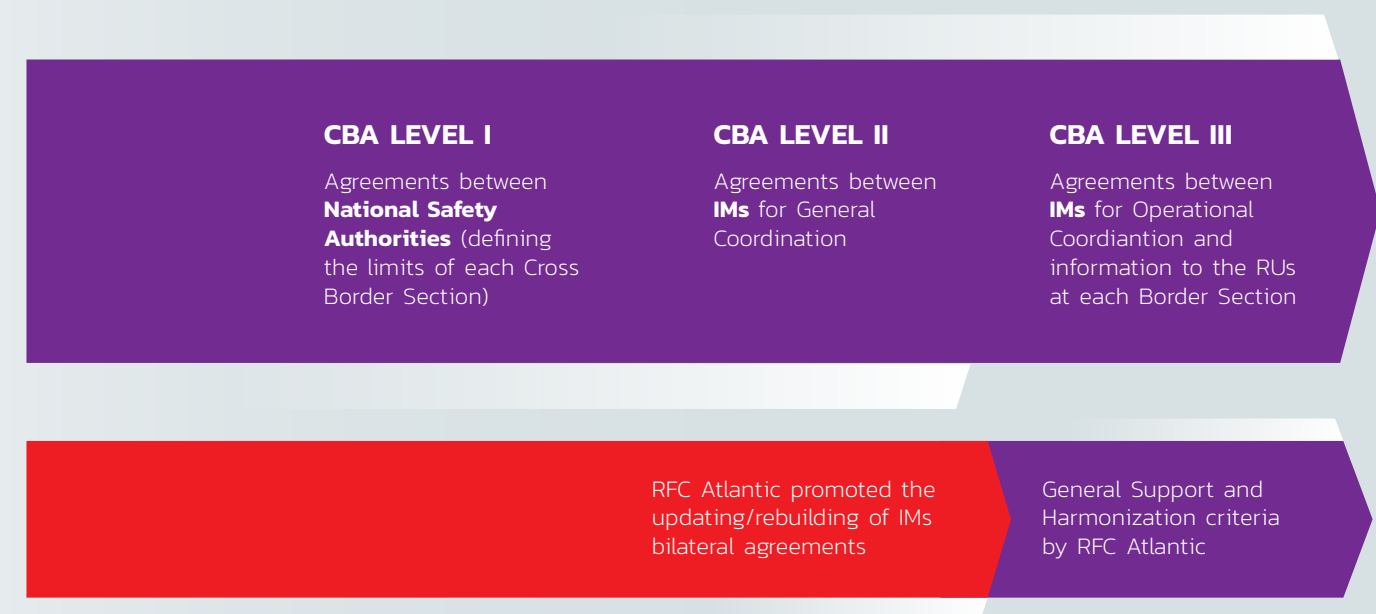 CBA LEVEL I
Agreements between
National Safety
Authorities (defining
the limits of each Cross
Border Section)
CBA LEVEL II
Agreements between
IMs for General
Coordination
CBA LEVEL III
Agreements between
IMs for Operational
Coordiantion and
information to the RUs
at each Border Section
RFC Atlantic promoted the
updating/rebuilding of IMs
bilateral agreements
General Support and
Harmonization criteria
by RFC Atlantic